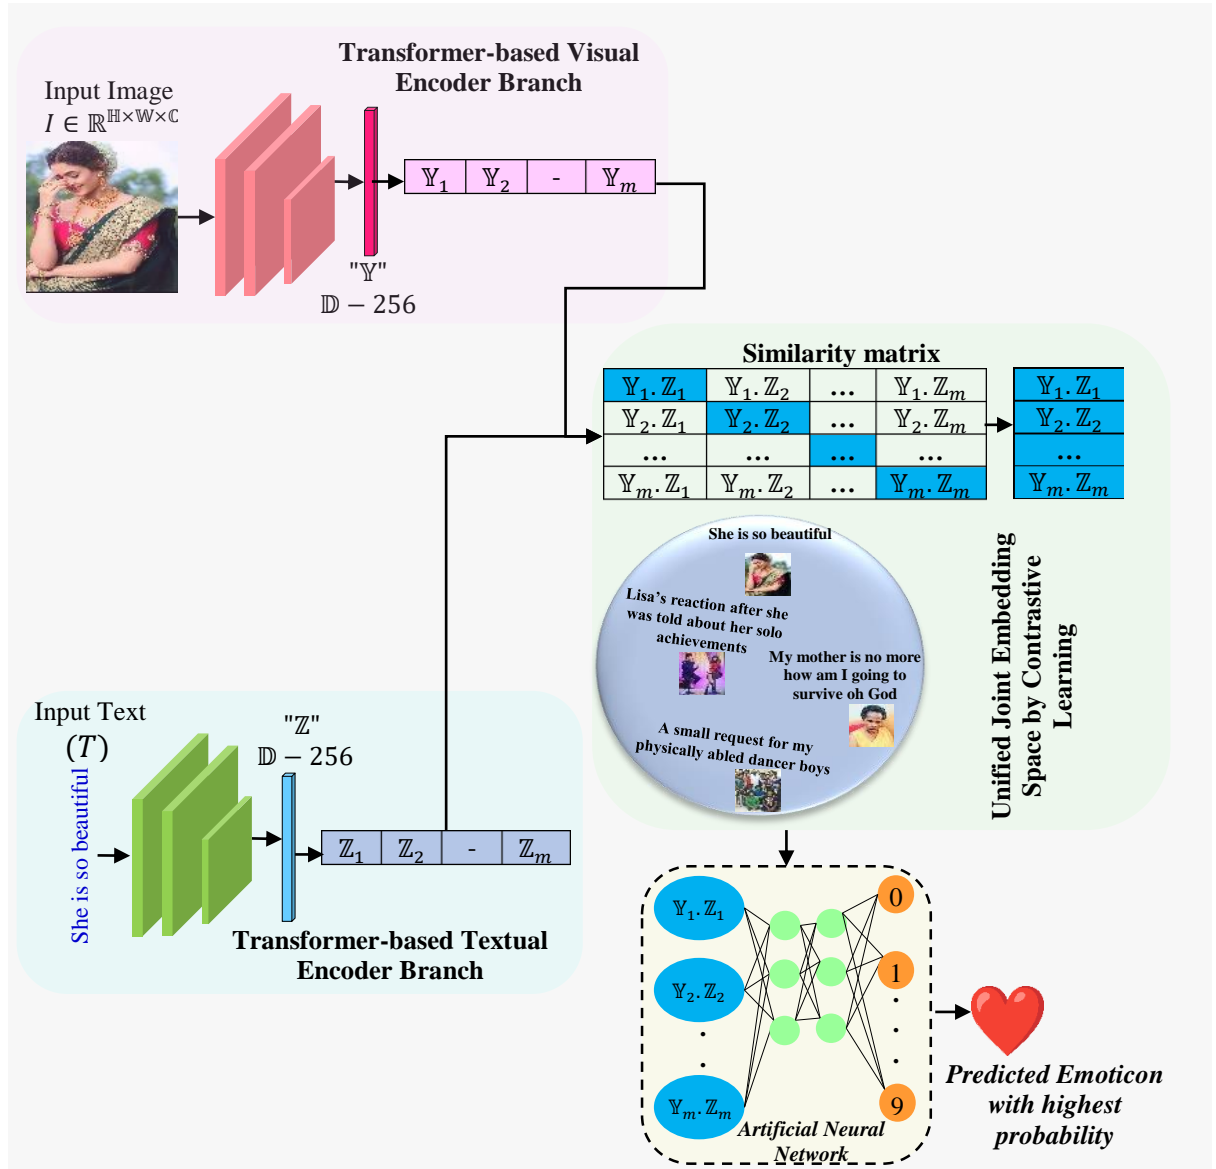 Transformer-based Visual
Encoder Branch
Input Image
𝐼 ∈ ℝ^ℍ×𝕎×ℂ
𝕐₁ 𝕐₂ - 𝕐ₘ
"𝕐"
𝔻 − 256
Similarity matrix
𝕐₁.ℤ₁ 𝕐₁.ℤ₂ ... 𝕐₁.ℤₘ 𝕐₁.ℤ₁
𝕐₂.ℤ₁ 𝕐₂.ℤ₂ ... 𝕐₂.ℤₘ 𝕐₂.ℤ₂
... ... ... ... ...
𝕐ₘ.ℤ₁ 𝕐ₘ.ℤ₂ ... 𝕐ₘ.ℤₘ 𝕐ₘ.ℤₘ
She is so beautiful
Lisa's reaction after she
was told about her solo
achievements
My mother is no more
how am I going to
survive oh God
A small request for my
physically abled dancer boys
Unified Joint Embedding
Space by Contrastive
Learning
Input Text
(𝑇)
She is so beautiful
"ℤ"
𝔻 − 256
ℤ₁ ℤ₂ - ℤₘ
Transformer-based Textual
Encoder Branch
𝕐₁.ℤ₁ 0
𝕐₂.ℤ₂ 1
𝕐ₘ.ℤₘ 9
Artificial Neural
Network
Predicted Emoticon
with highest
probability